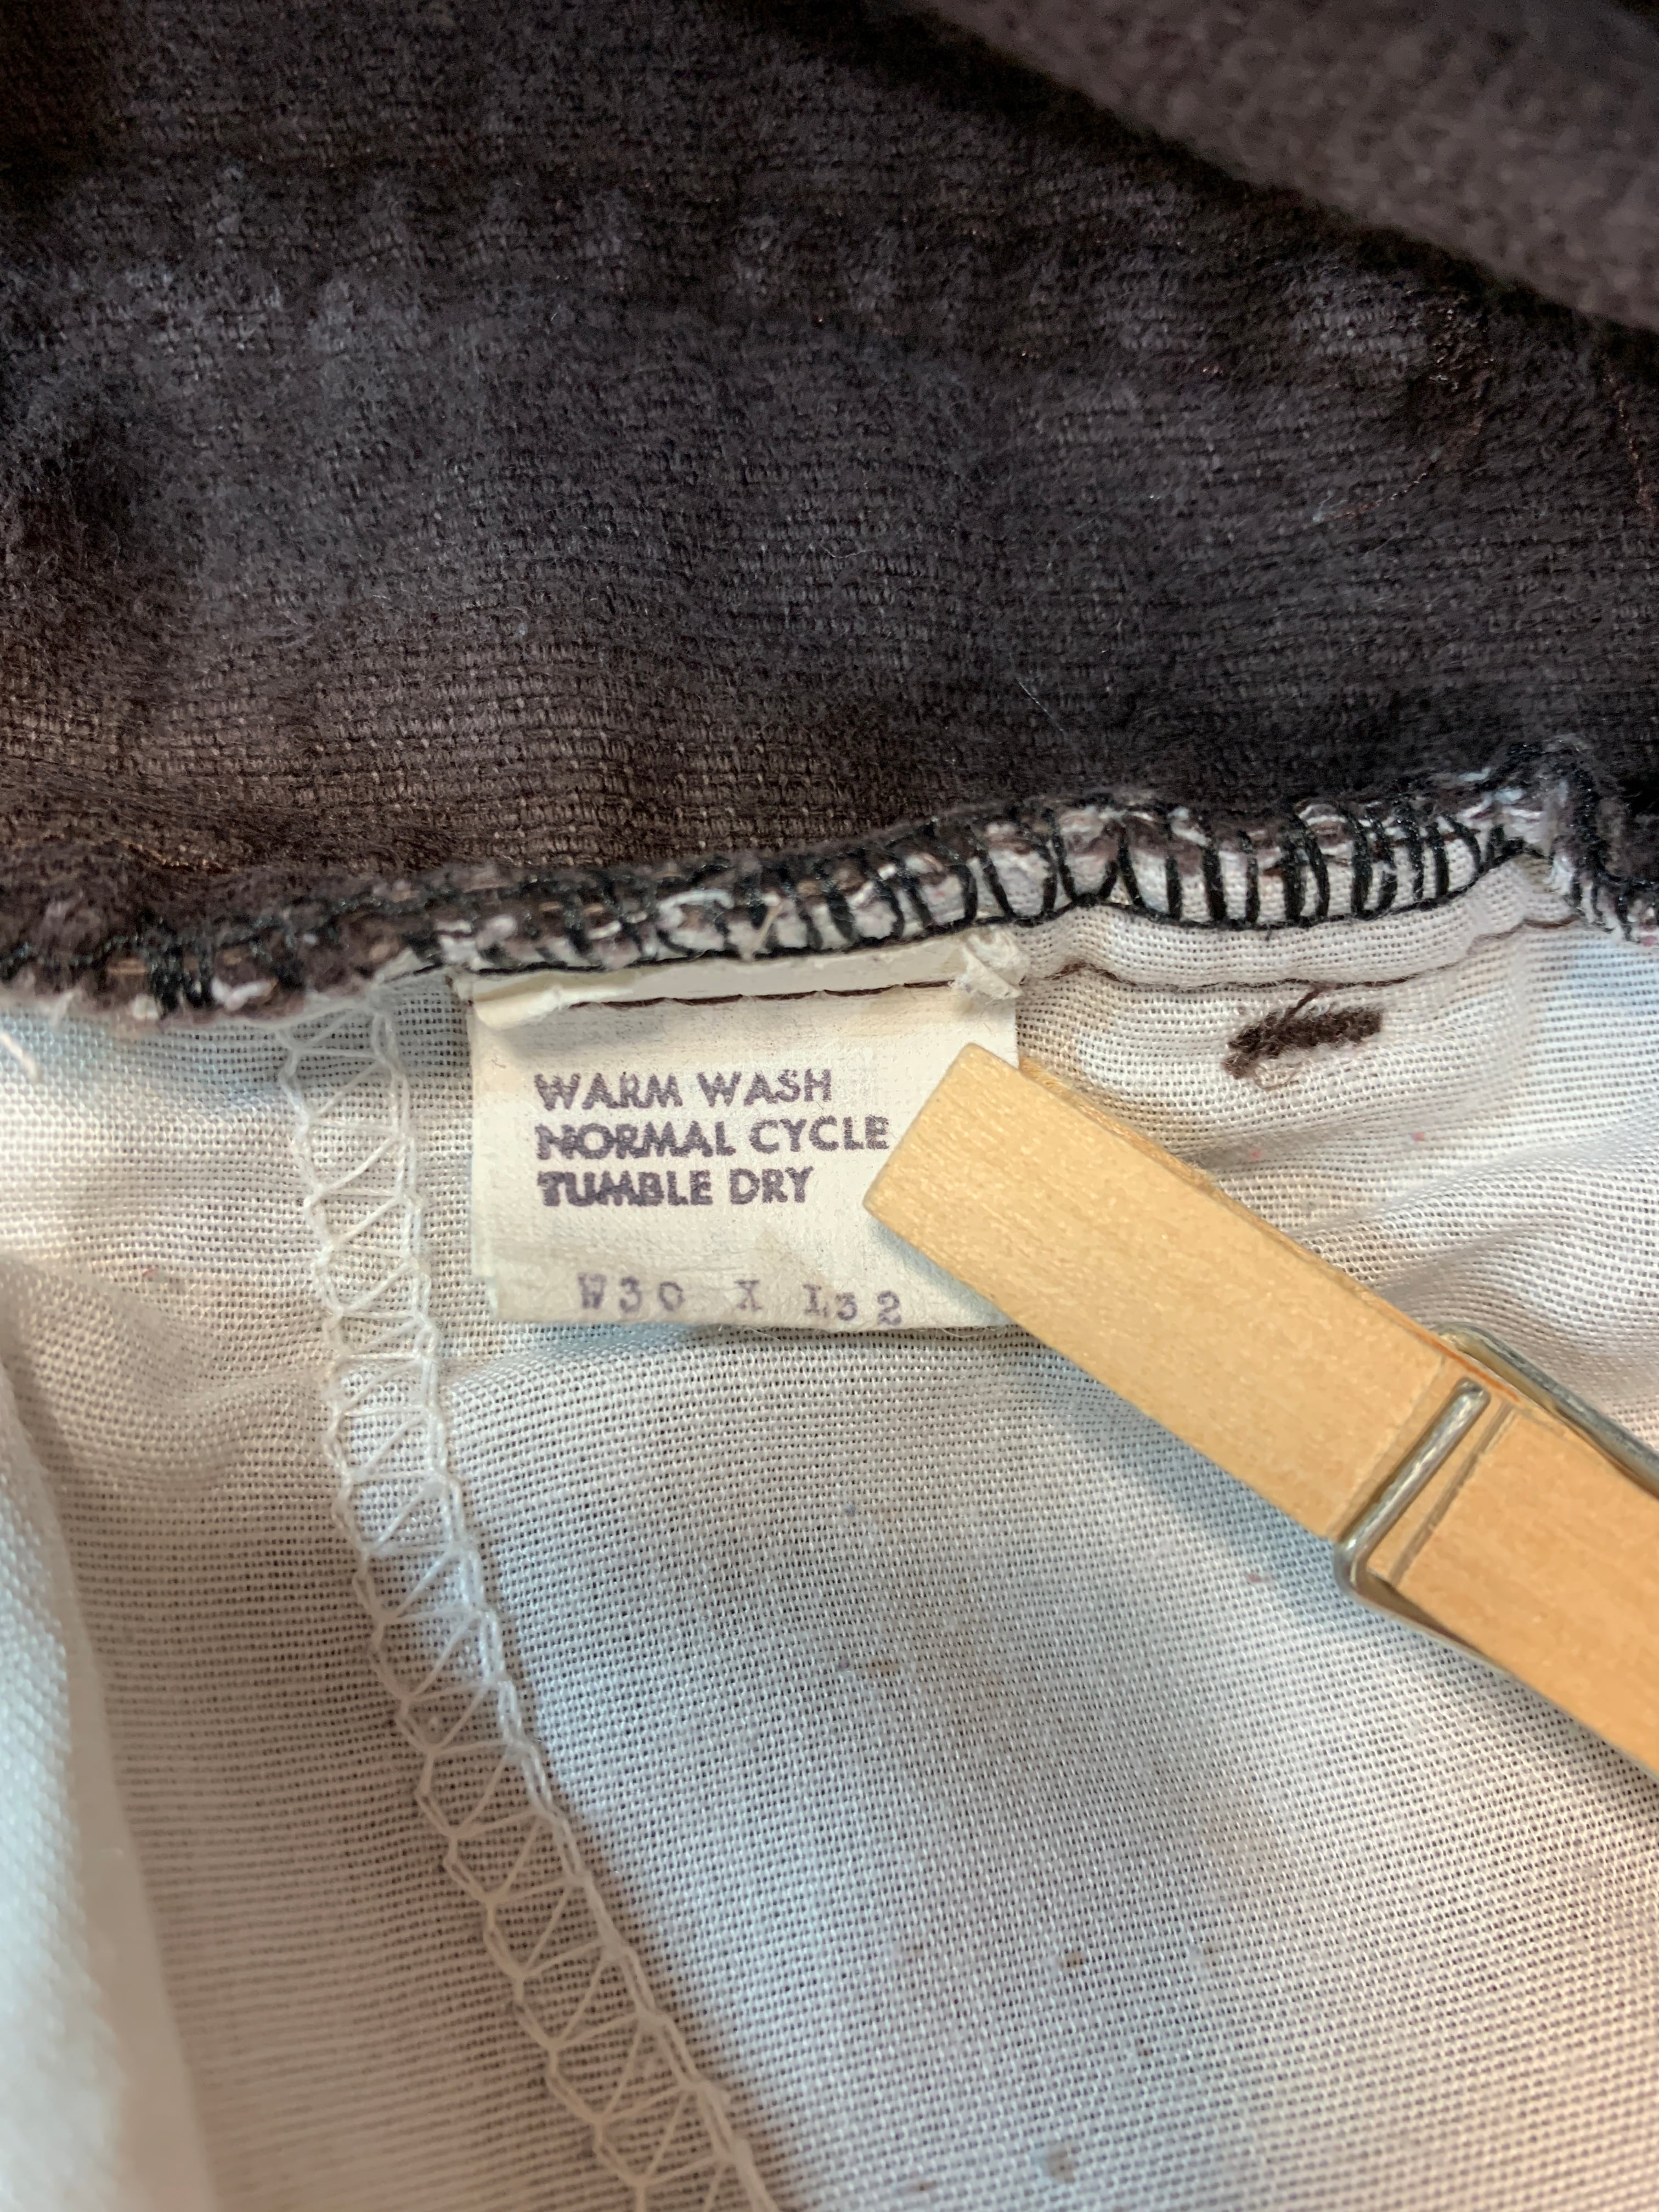 WARM WASH
NORMAL CYCLE
TUMBLE DRY
W30 X L32